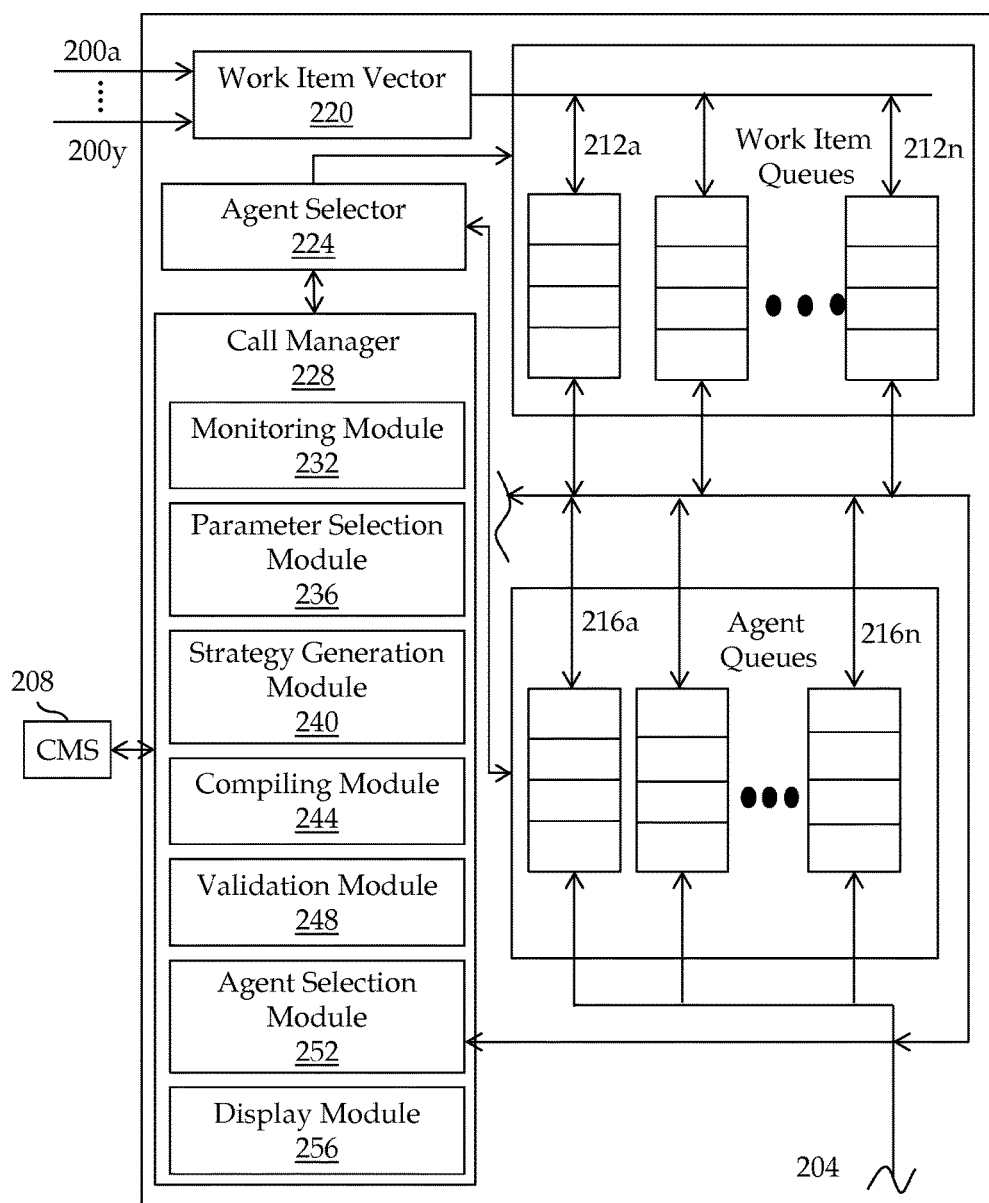 200a
200y
Work Item Vector
220
212a
Work Item
Queues
212n
Agent Selector
224
Call Manager
228
Monitoring Module
232
Parameter Selection
Module
236
Strategy Generation
Module
240
208
CMS
Compiling Module
244
Validation Module
248
Agent Selection
Module
252
Display Module
256
216a
Agent
Queues
216n
204